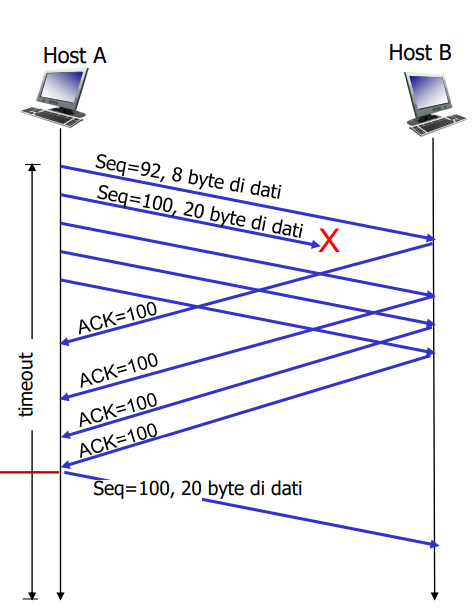 Host A
Host B
Seq=92, 8 byte di dati
Seq=100, 20 byte di dati
X
ACK=100
ACK=100
ACK=100
ACK=100
timeout
Seq=100, 20 byte di dati